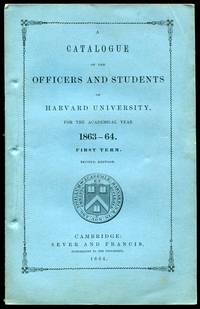 A
CATALOGUE
OF THE
OFFICERS AND STUDENTS
OF
HARVARD UNIVERSITY,
FOR THE ACADEMICAL YEAR
1863–64.
FIRST TERM.
SECOND EDITION.
CAMBRIDGE:
SEVER AND FRANCIS,
BOOKSELLERS TO THE UNIVERSITY.
1864.